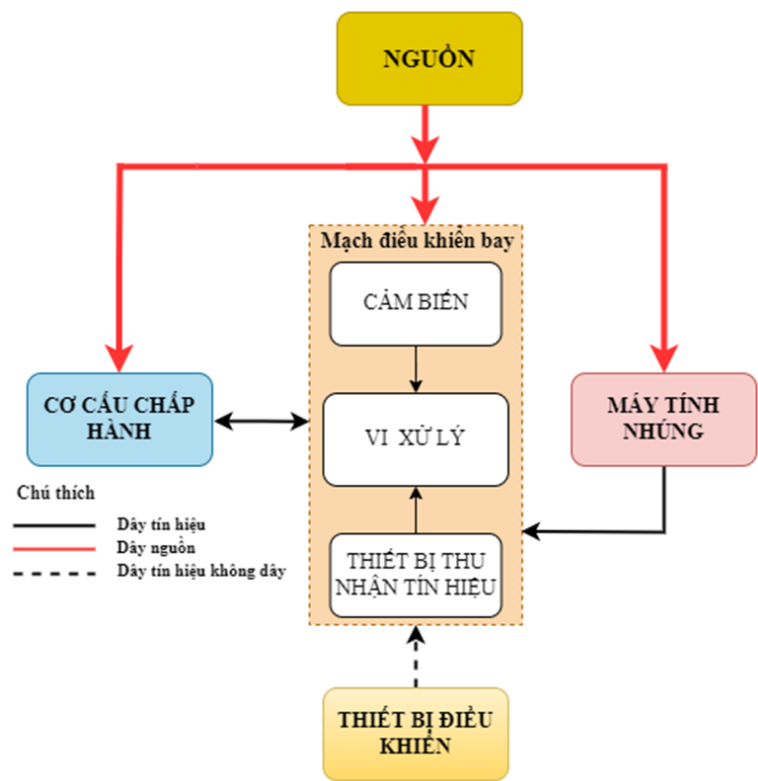 NGUỒN
Mạch điều khiển bay
CẢM BIẾN
CƠ CẤU CHẤP
HÀNH
VI XỬ LÝ
MÁY TÍNH
NHÚNG
Chú thích
Dây tín hiệu
Dây nguồn
Dây tín hiệu không dây
THIẾT BỊ THU
NHẬN TÍN HIỆU
THIẾT BỊ ĐIỀU
KHIỂN